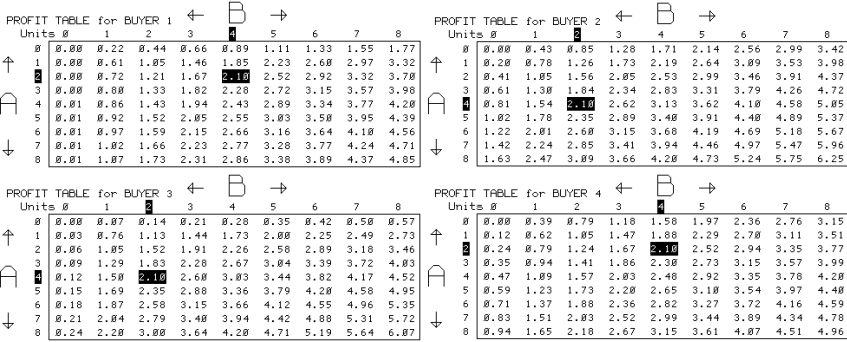 PROFIT TABLE for BUYER 1 ← B →
Units 0 1 2 3 4 5 6 7 8
0 0.00 0.22 0.44 0.66 0.89 1.11 1.33 1.55 1.77
1 0.00 0.61 1.05 1.46 1.85 2.23 2.60 2.97 3.32
2 0.00 0.72 1.21 1.67 2.10 2.52 2.92 3.32 3.70
3 0.00 0.80 1.33 1.82 2.28 2.72 3.15 3.57 3.98
A 4 0.01 0.86 1.43 1.94 2.43 2.89 3.34 3.77 4.20
5 0.01 0.92 1.52 2.05 2.55 3.03 3.50 3.95 4.39
6 0.01 0.97 1.59 2.15 2.66 3.16 3.64 4.10 4.56
7 0.01 1.02 1.66 2.23 2.77 3.28 3.77 4.24 4.71
8 0.01 1.07 1.73 2.31 2.86 3.38 3.89 4.37 4.85
PROFIT TABLE for BUYER 2 ← B →
Units 0 1 2 3 4 5 6 7 8
0 0.00 0.43 0.85 1.28 1.71 2.14 2.56 2.99 3.42
1 0.20 0.78 1.26 1.73 2.19 2.64 3.09 3.53 3.98
2 0.41 1.05 1.56 2.05 2.53 2.99 3.46 3.91 4.37
3 0.61 1.30 1.84 2.34 2.83 3.31 3.79 4.26 4.72
A 4 0.81 1.54 2.10 2.62 3.13 3.62 4.10 4.58 5.05
5 1.02 1.78 2.35 2.89 3.40 3.91 4.40 4.89 5.37
6 1.22 2.01 2.60 3.15 3.68 4.19 4.69 5.18 5.67
7 1.42 2.24 2.85 3.41 3.94 4.46 4.97 5.47 5.96
8 1.63 2.47 3.09 3.66 4.20 4.73 5.24 5.75 6.25
PROFIT TABLE for BUYER 3 ← B →
Units 0 1 2 3 4 5 6 7 8
0 0.00 0.07 0.14 0.21 0.28 0.35 0.42 0.50 0.57
1 0.03 0.76 1.13 1.44 1.73 2.00 2.25 2.49 2.73
2 0.06 1.05 1.52 1.91 2.26 2.58 2.89 3.18 3.46
3 0.09 1.29 1.83 2.28 2.67 3.04 3.39 3.72 4.03
A 4 0.12 1.50 2.10 2.60 3.03 3.44 3.82 4.17 4.52
5 0.15 1.69 2.35 2.88 3.36 3.79 4.20 4.58 4.95
6 0.18 1.87 2.58 3.15 3.66 4.12 4.55 4.96 5.35
7 0.21 2.04 2.79 3.40 3.94 4.42 4.88 5.31 5.72
8 0.24 2.20 3.00 3.64 4.20 4.71 5.19 5.64 6.07
PROFIT TABLE for BUYER 4 ← B →
Units 0 1 2 3 4 5 6 7 8
0 0.00 0.39 0.79 1.18 1.58 1.97 2.36 2.76 3.15
1 0.12 0.62 1.05 1.47 1.88 2.29 2.70 3.11 3.51
2 0.24 0.79 1.24 1.67 2.10 2.52 2.94 3.35 3.77
3 0.35 0.94 1.41 1.86 2.30 2.73 3.15 3.57 3.99
A 4 0.47 1.09 1.57 2.03 2.48 2.92 3.35 3.78 4.20
5 0.59 1.23 1.73 2.20 2.65 3.10 3.54 3.97 4.40
6 0.71 1.37 1.88 2.36 2.82 3.27 3.72 4.16 4.59
7 0.83 1.51 2.03 2.52 2.99 3.44 3.89 4.34 4.78
8 0.94 1.65 2.18 2.67 3.15 3.61 4.07 4.51 4.96